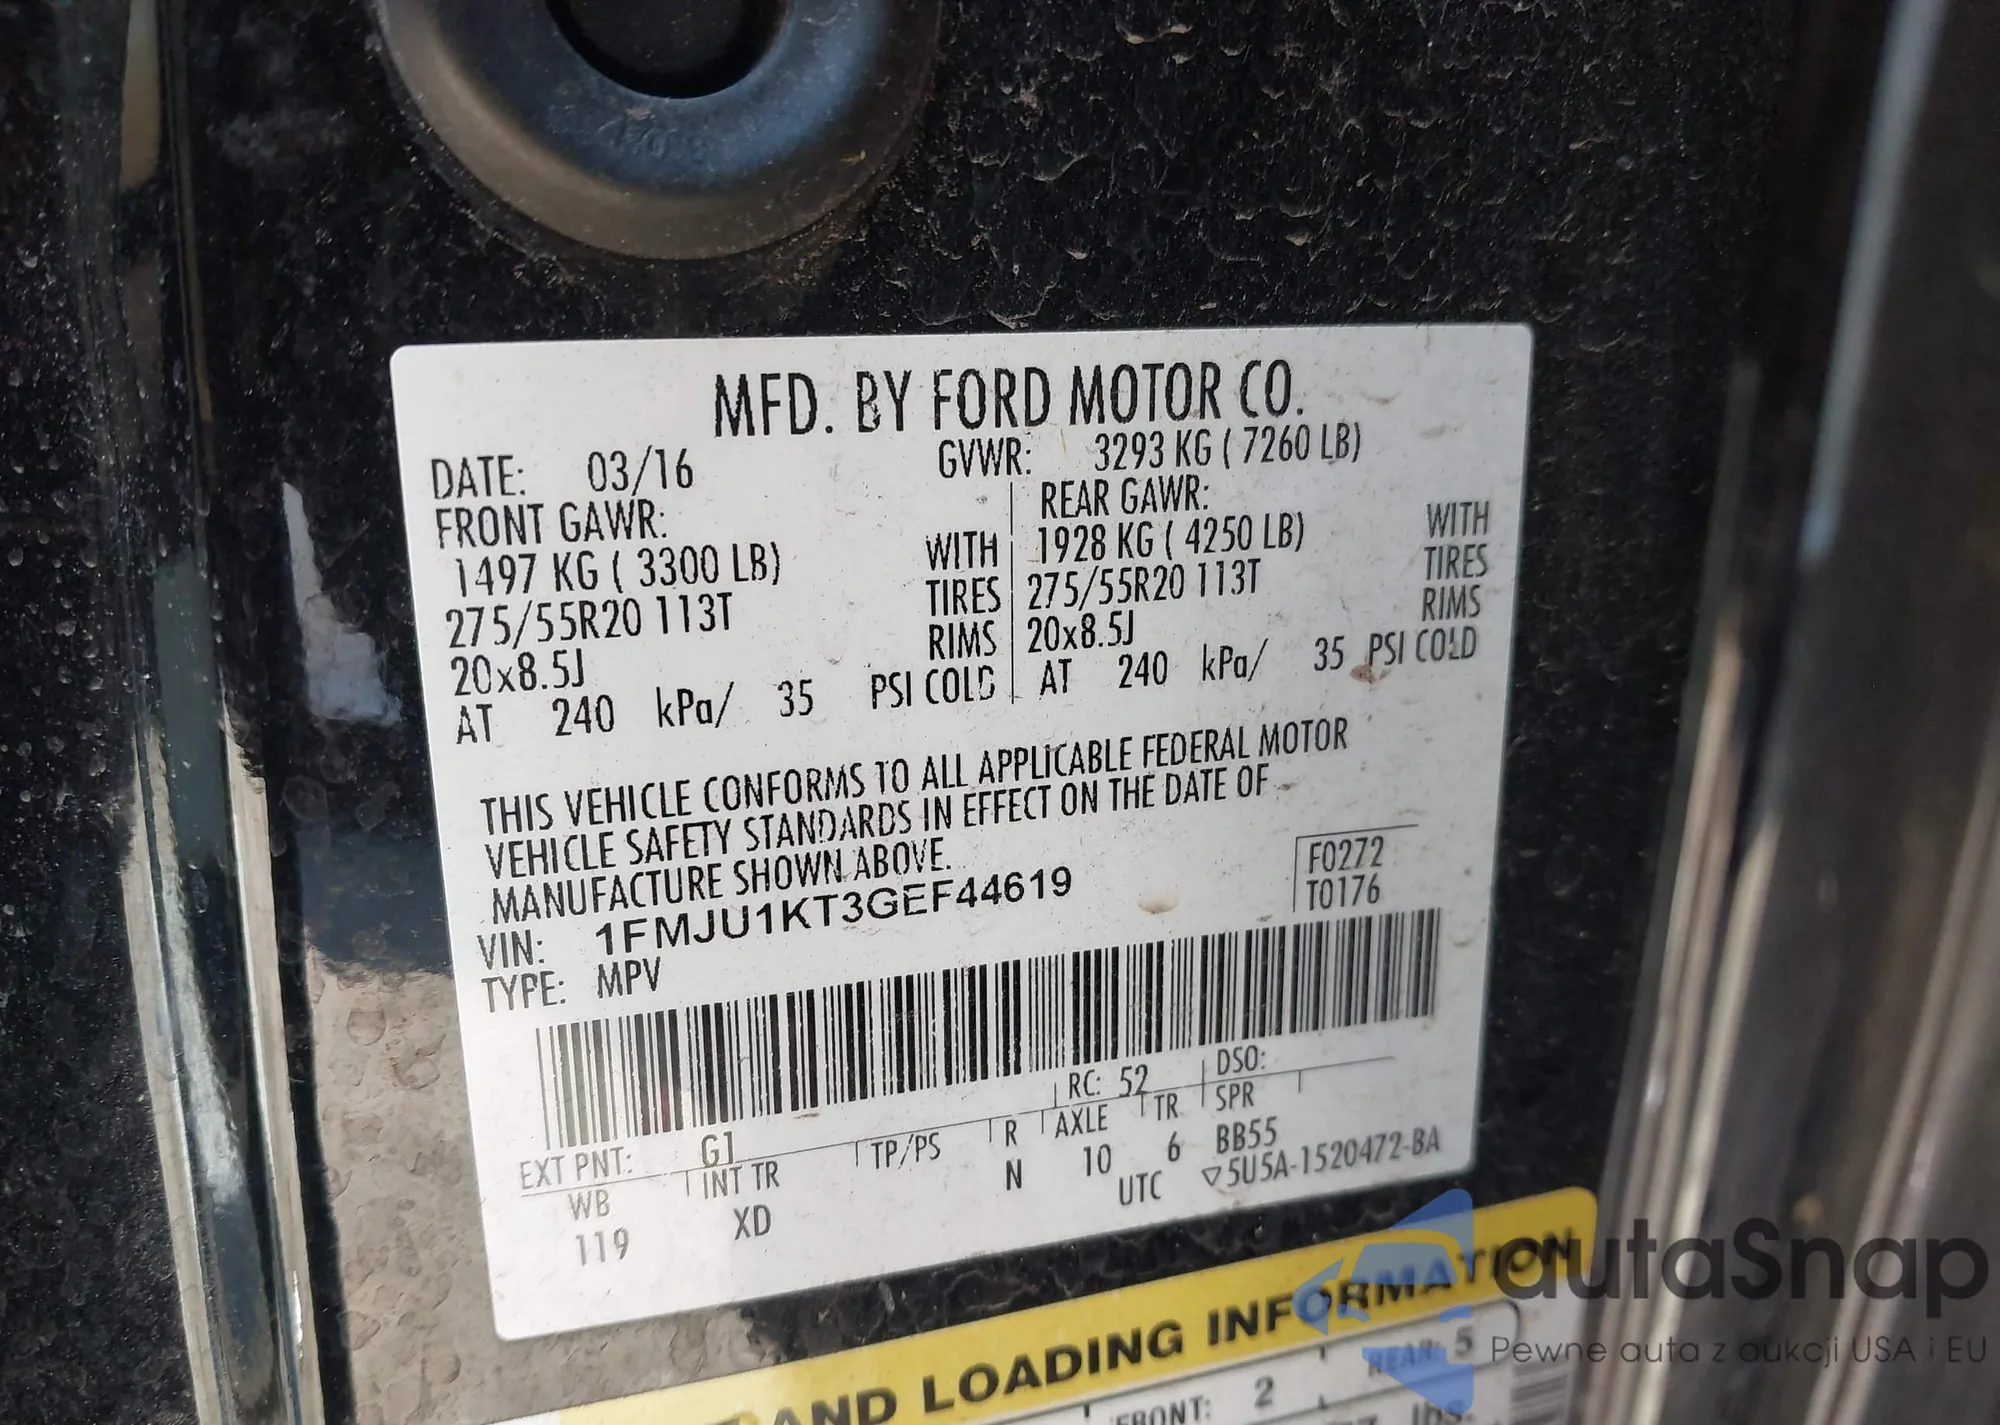 MFD. BY FORD MOTOR CO.
DATE: 03/16 GVWR: 3293 KG ( 7260 LB)
FRONT GAWR: REAR GAWR:
1497 KG ( 3300 LB) WITH 1928 KG ( 4250 LB) WITH
275/55R20 113T TIRES 275/55R20 113T TIRES
20x8.5J RIMS 20x8.5J RIMS
AT 240 kPa/ 35 PSI COLD AT 240 kPa/ 35 PSI COLD
THIS VEHICLE CONFORMS TO ALL APPLICABLE FEDERAL MOTOR
VEHICLE SAFETY STANDARDS IN EFFECT ON THE DATE OF
MANUFACTURE SHOWN ABOVE.
F0272
VIN: 1FMJU1KT3GEF44619 T0176
TYPE: MPV
RC: 52 DSO:
EXT PNT: G1
WB INT TR TP/PS R AXLE TR SPR
119 XD N 10 6 BB55
UTC ▽5U5A-1520472-BA
AND LOADING INFORMATION
FRONT: 2 REAR: 5
autaSnap
Pewne auta z aukcji USA i EU